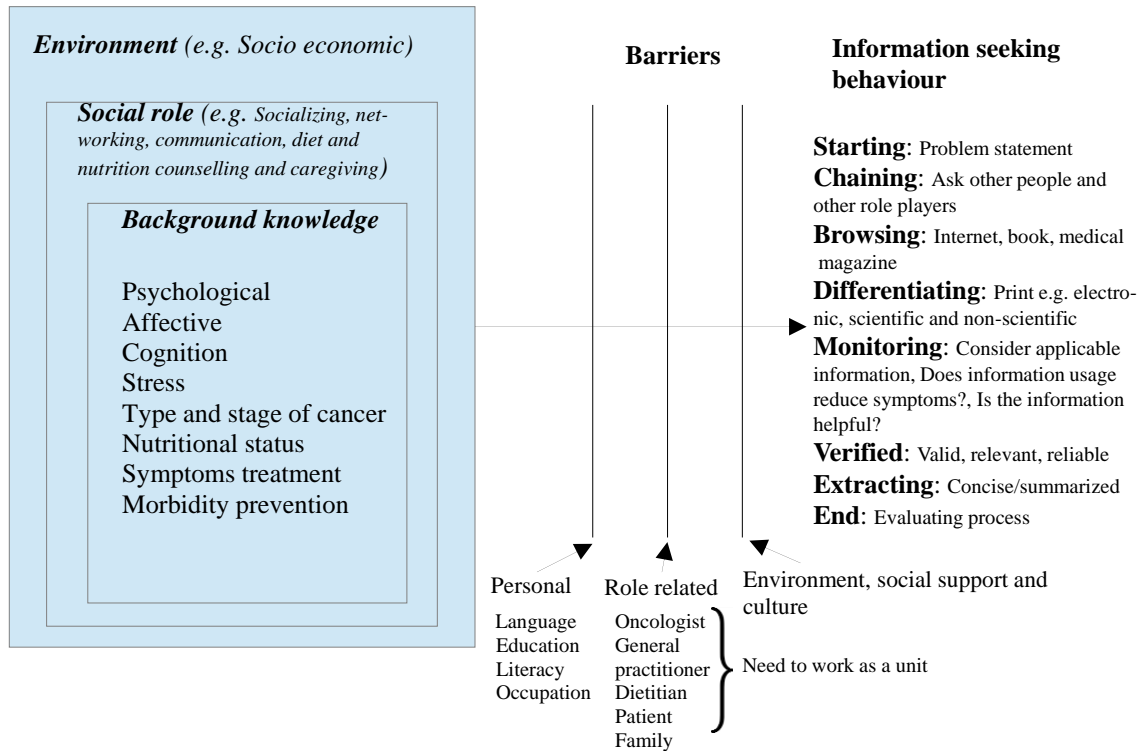 Environment (e.g. Socio economic)
Social role (e.g. Socializing, net-
working, communication, diet and
nutrition counselling and caregiving)
Background knowledge
Psychological
Affective
Cognition
Stress
Type and stage of cancer
Nutritional status
Symptoms treatment
Morbidity prevention
Barriers
Personal
Language
Education
Literacy
Occupation
Role related
Oncologist
General
practitioner
Dietitian
Patient
Family
Need to work as a unit
Environment, social support and
culture
Information seeking
behaviour
Starting: Problem statement
Chaining: Ask other people and
other role players
Browsing: Internet, book, medical
magazine
Differentiating: Print e.g. electro-
nic, scientific and non-scientific
Monitoring: Consider applicable
information, Does information usage
reduce symptoms?, Is the information
helpful?
Verified: Valid, relevant, reliable
Extracting: Concise/summarized
End: Evaluating process